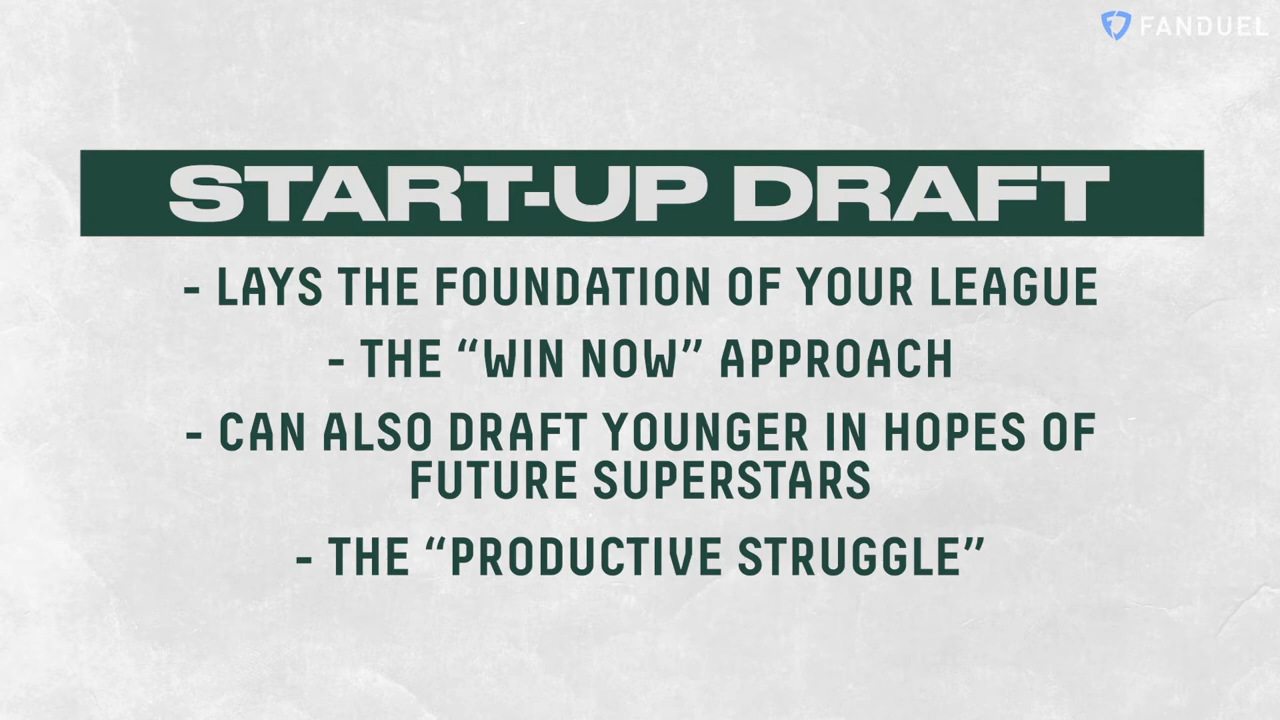 FANDUEL
START-UP DRAFT
- LAYS THE FOUNDATION OF YOUR LEAGUE
- THE “WIN NOW” APPROACH
- CAN ALSO DRAFT YOUNGER IN HOPES OF
FUTURE SUPERSTARS
- THE “PRODUCTIVE STRUGGLE”